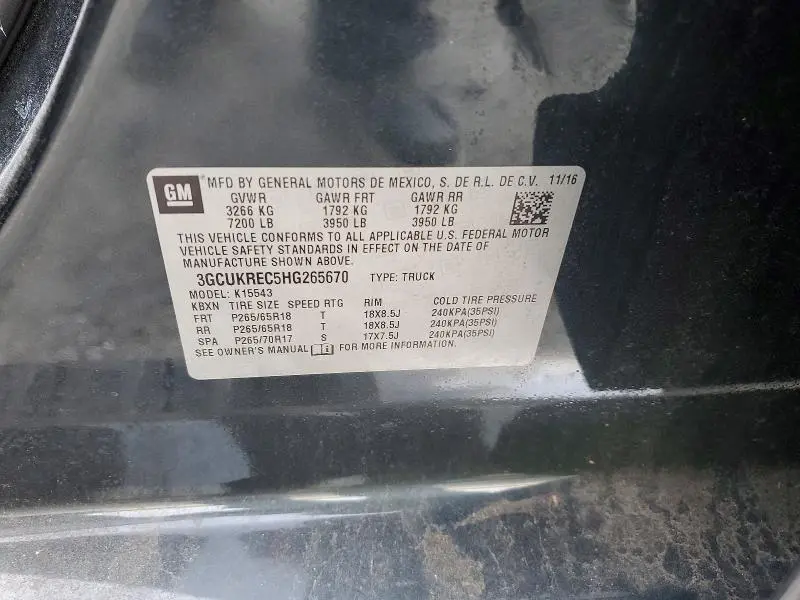 GM MFD BY GENERAL MOTORS DE MEXICO, S. DE R.L. DE C.V. 11/16
GVWR GAWR FRT GAWR RR
3266 KG 1792 KG 1792 KG
7200 LB 3950 LB 3950 LB
THIS VEHICLE CONFORMS TO ALL APPLICABLE U.S. FEDERAL MOTOR
VEHICLE SAFETY STANDARDS IN EFFECT ON THE DATE OF
MANUFACTURE SHOWN ABOVE.
3GCUKREC5HG265670 TYPE: TRUCK
MODEL: K15543
KBXN TIRE SIZE SPEED RTG RIM COLD TIRE PRESSURE
FRT P265/65R18 T 18X8.5J 240KPA(35PSI)
RR P265/65R18 T 18X8.5J 240KPA(35PSI)
SPA P265/70R17 S 17X7.5J 240KPA(35PSI)
SEE OWNER'S MANUAL FOR MORE INFORMATION.